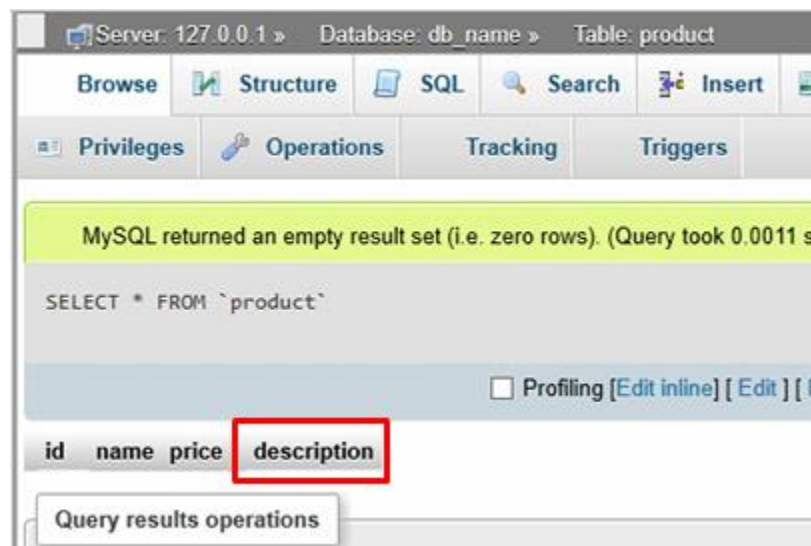 Server: 127.0.0.1 » Database: db_name » Table: product
Browse Structure SQL Search Insert
Privileges Operations Tracking Triggers
MySQL returned an empty result set (i.e. zero rows). (Query took 0.0011 s
SELECT * FROM `product`
Profiling [Edit inline] [ Edit ] [
id name price description
Query results operations